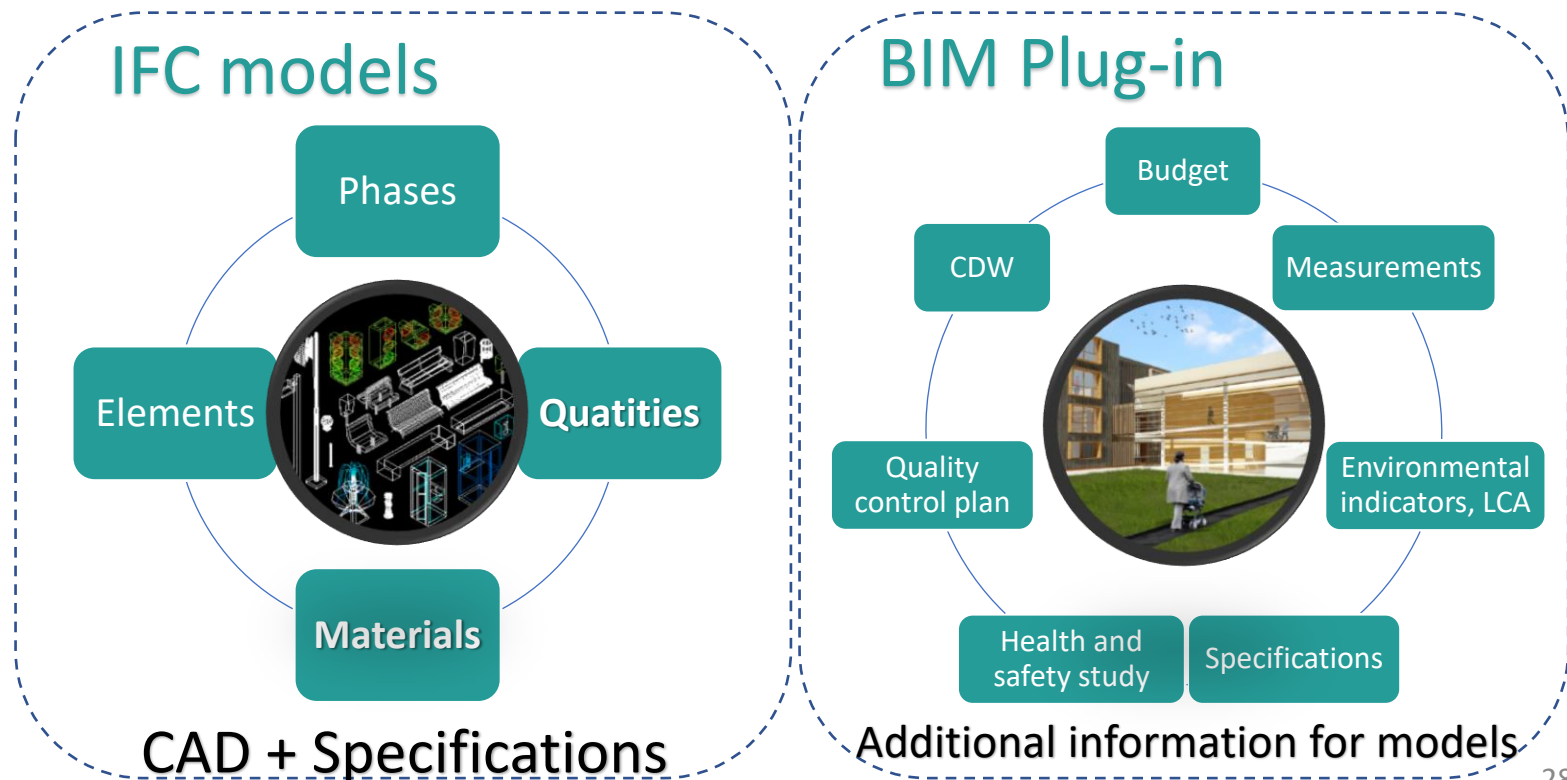 IFC models
Phases
Elements
Quatities
Materials
CAD + Specifications
BIM Plug-in
Budget
CDW
Measurements
Quality
control plan
Environmental
indicators, LCA
Health and
safety study
Specifications
Additional information for models